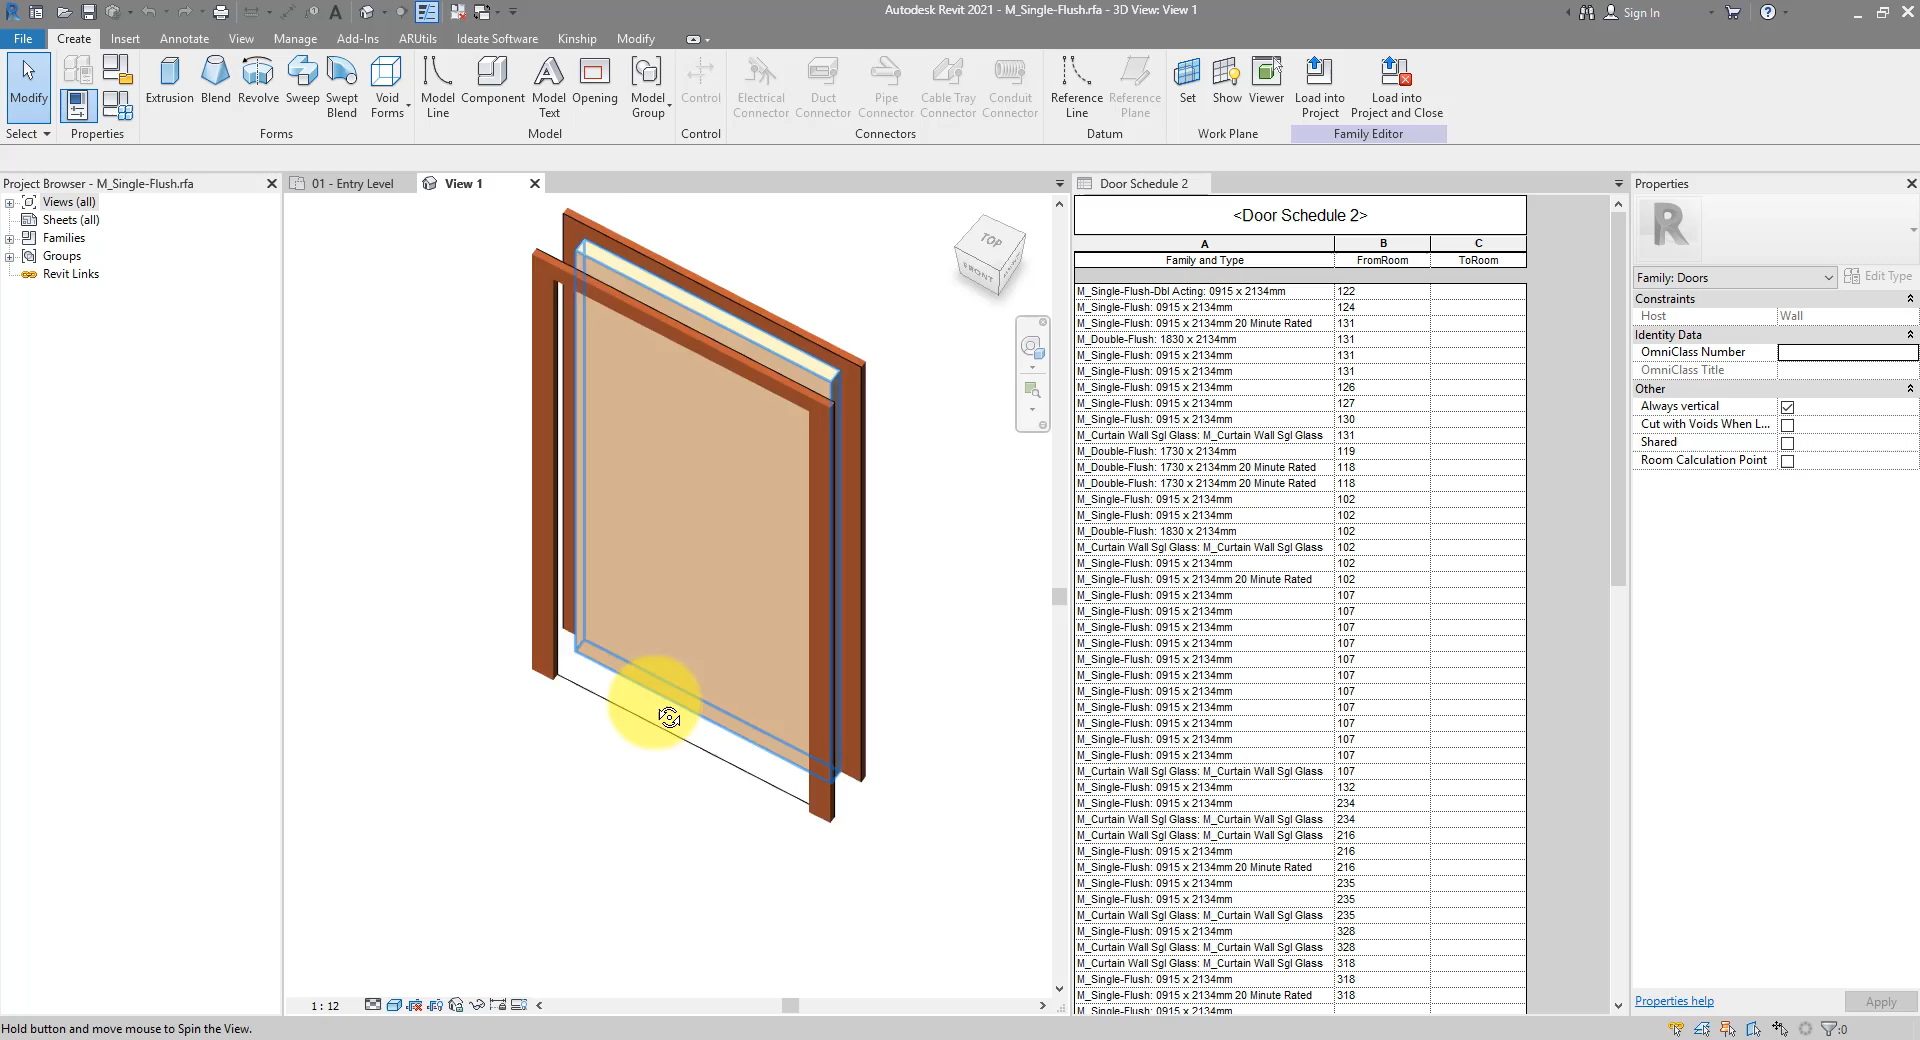 Autodesk Revit 2021 - M_Single-Flush.rfa - 3D View: View 1
Sign In
File Create Insert Annotate View Manage Add-Ins ARUtils Ideate Software Kinship Modify
Modify
Extrusion Blend Revolve Sweep Swept Blend Void Forms
Model Line Component Model Text Opening Model Group
Control
Electrical Connector Duct Connector Pipe Connector Cable Tray Connector Conduit Connector
Reference Line Reference Plane
Set Show Viewer
Load into Project Load into Project and Close
Select Properties Forms Model Control Connectors Datum Work Plane Family Editor
Project Browser - M_Single-Flush.rfa
Views (all)
Sheets (all)
Families
Groups
Revit Links
01 - Entry Level
View 1
TOP
FRONT
1 : 12
Door Schedule 2
<Door Schedule 2>
A B C
Family and Type FromRoom ToRoom
M_Single-Flush-Dbl Acting: 0915 x 2134mm 122
M_Single-Flush: 0915 x 2134mm 124
M_Single-Flush: 0915 x 2134mm 20 Minute Rated 131
M_Double-Flush: 1830 x 2134mm 131
M_Single-Flush: 0915 x 2134mm 131
M_Single-Flush: 0915 x 2134mm 131
M_Single-Flush: 0915 x 2134mm 126
M_Single-Flush: 0915 x 2134mm 127
M_Single-Flush: 0915 x 2134mm 130
M_Curtain Wall Sgl Glass: M_Curtain Wall Sgl Glass 131
M_Double-Flush: 1730 x 2134mm 119
M_Double-Flush: 1730 x 2134mm 20 Minute Rated 118
M_Double-Flush: 1730 x 2134mm 20 Minute Rated 118
M_Single-Flush: 0915 x 2134mm 102
M_Single-Flush: 0915 x 2134mm 102
M_Double-Flush: 1830 x 2134mm 102
M_Curtain Wall Sgl Glass: M_Curtain Wall Sgl Glass 102
M_Single-Flush: 0915 x 2134mm 102
M_Single-Flush: 0915 x 2134mm 20 Minute Rated 102
M_Single-Flush: 0915 x 2134mm 107
M_Single-Flush: 0915 x 2134mm 107
M_Single-Flush: 0915 x 2134mm 107
M_Single-Flush: 0915 x 2134mm 107
M_Single-Flush: 0915 x 2134mm 107
M_Single-Flush: 0915 x 2134mm 107
M_Single-Flush: 0915 x 2134mm 107
M_Single-Flush: 0915 x 2134mm 107
M_Single-Flush: 0915 x 2134mm 107
M_Single-Flush: 0915 x 2134mm 107
M_Single-Flush: 0915 x 2134mm 107
M_Curtain Wall Sgl Glass: M_Curtain Wall Sgl Glass 107
M_Single-Flush: 0915 x 2134mm 132
M_Single-Flush: 0915 x 2134mm 234
M_Curtain Wall Sgl Glass: M_Curtain Wall Sgl Glass 234
M_Curtain Wall Sgl Glass: M_Curtain Wall Sgl Glass 216
M_Single-Flush: 0915 x 2134mm 216
M_Single-Flush: 0915 x 2134mm 20 Minute Rated 216
M_Single-Flush: 0915 x 2134mm 235
M_Single-Flush: 0915 x 2134mm 235
M_Curtain Wall Sgl Glass: M_Curtain Wall Sgl Glass 235
M_Single-Flush: 0915 x 2134mm 328
M_Curtain Wall Sgl Glass: M_Curtain Wall Sgl Glass 328
M_Curtain Wall Sgl Glass: M_Curtain Wall Sgl Glass 318
M_Single-Flush: 0915 x 2134mm 318
M_Single-Flush: 0915 x 2134mm 20 Minute Rated 318
M_Single-Flush: 0915 x 2134mm
Properties
R
Family: Doors Edit Type
Constraints
Host Wall
Identity Data
OmniClass Number
OmniClass Title
Other
Always vertical
Cut with Voids When L...
Shared
Room Calculation Point
Properties help Apply
Hold button and move mouse to Spin the View.
:0